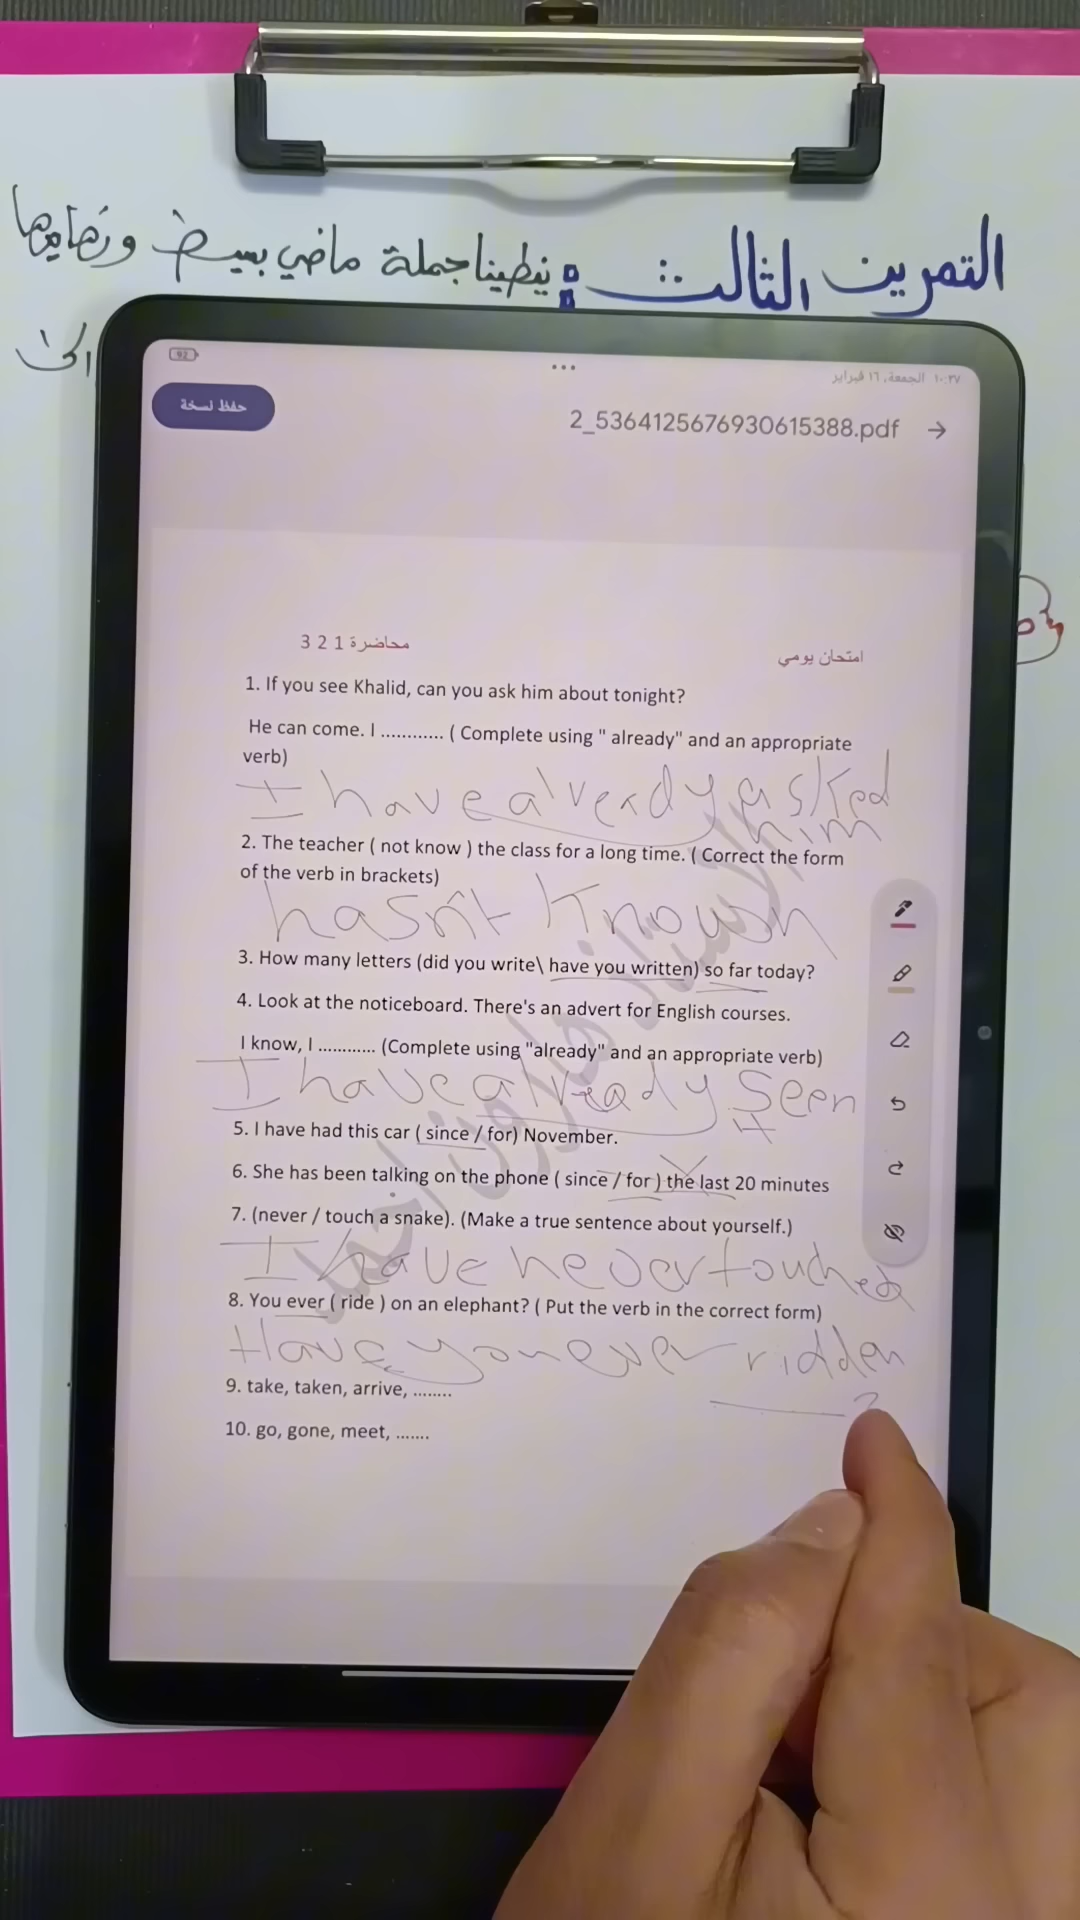 التمرين الثالث : ينطينا جملة ماضي بسيط و
92
١٠:٢٧ الجمعة، ١٦ فبراير
حفظ نسخة
2_5364125676930615388.pdf
امتحان يومي
محاضرة 1 2 3
1. If you see Khalid, can you ask him about tonight?
He can come. I ............ ( Complete using " already" and an appropriate
verb)
I have already asked
him
2. The teacher ( not know ) the class for a long time. ( Correct the form
of the verb in brackets)
hasn't known
3. How many letters (did you write\ have you written) so far today?
4. Look at the noticeboard. There's an advert for English courses.
I know, I ............ (Complete using "already" and an appropriate verb)
I have already seen
it
5. I have had this car ( since / for) November.
6. She has been talking on the phone ( since / for ) the last 20 minutes
7. (never / touch a snake). (Make a true sentence about yourself.)
I have never touched
8. You ever ( ride ) on an elephant? ( Put the verb in the correct form)
Have you ever ridden
?
9. take, taken, arrive, ........
10. go, gone, meet, .......